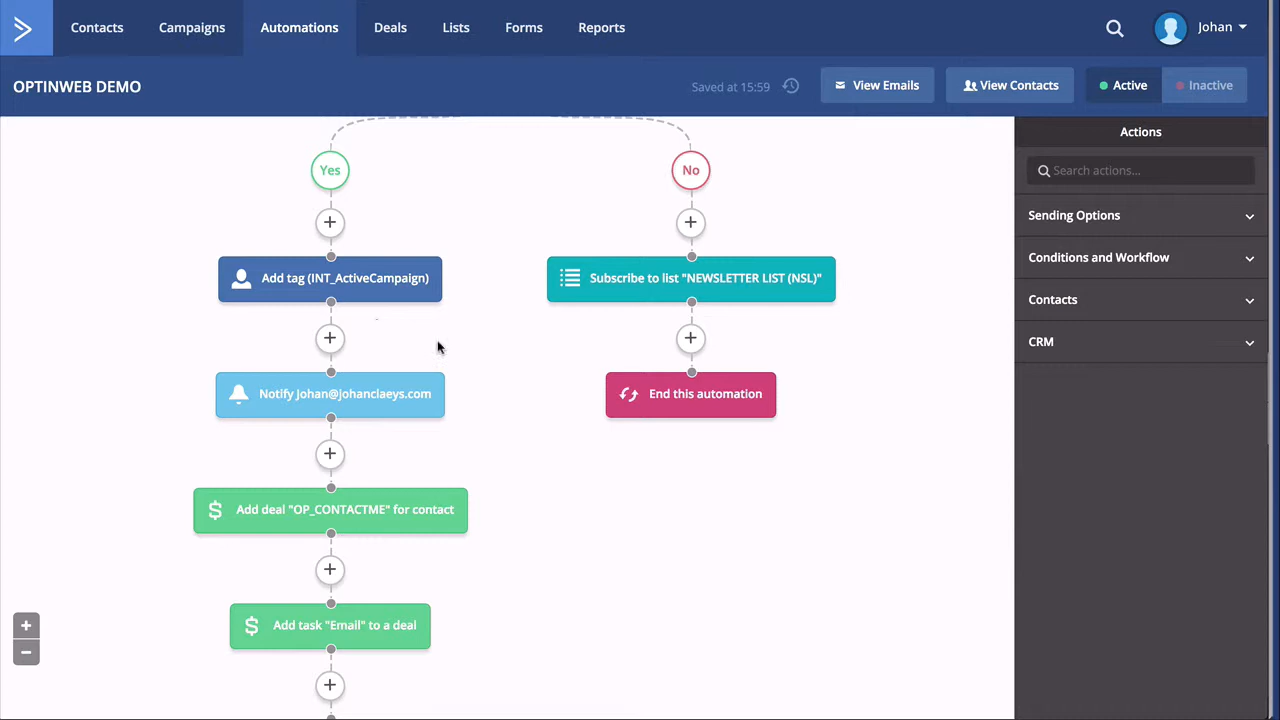 Contacts
Campaigns
Automations
Deals
Lists
Forms
Reports
Johan
OPTINWEB DEMO
Saved at 15:59
View Emails
View Contacts
Active
Inactive
Yes
No
Add tag (INT_ActiveCampaign)
Subscribe to list "NEWSLETTER LIST (NSL)"
Notify Johan@johanclaeys.com
End this automation
Add deal "OP_CONTACTME" for contact
Add task "Email" to a deal
Actions
Search actions...
Sending Options
Conditions and Workflow
Contacts
CRM